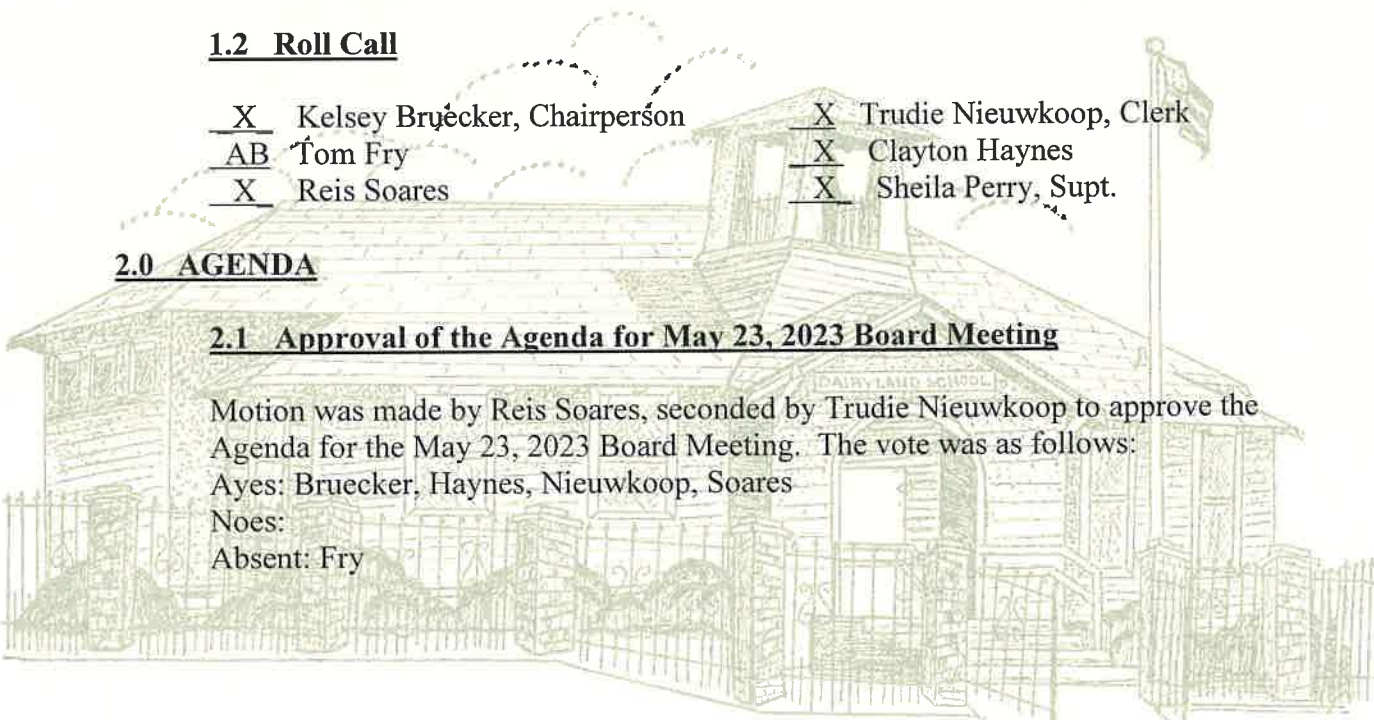 1.2 Roll Call
X Kelsey Bruecker, Chairperson
X Trudie Nieuwkoop, Clerk
AB Tom Fry
X Clayton Haynes
X Reis Soares
X Sheila Perry, Supt.
2.0 AGENDA
2.1 Approval of the Agenda for May 23, 2023 Board Meeting
DAIRYLAND SCHOOL
Motion was made by Reis Soares, seconded by Trudie Nieuwkoop to approve the
Agenda for the May 23, 2023 Board Meeting. The vote was as follows:
Ayes: Bruecker, Haynes, Nieuwkoop, Soares
Noes:
Absent: Fry